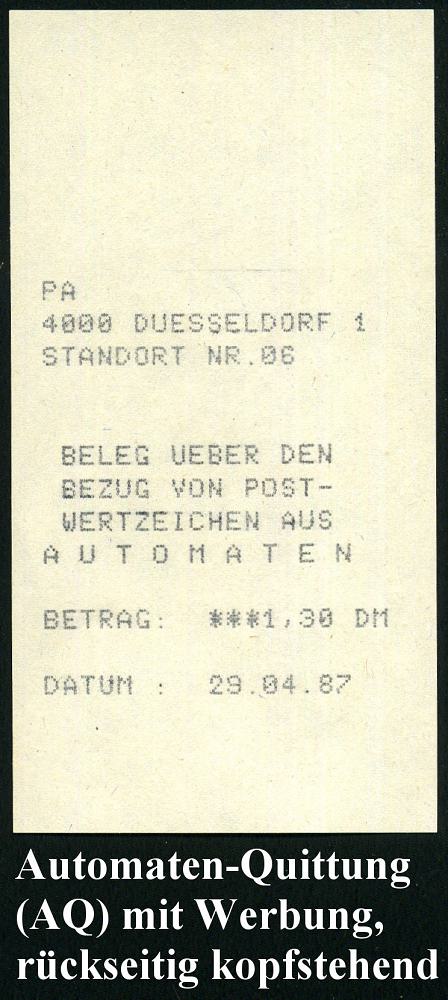 PA
4000 DUESSELDORF 1
STANDORT NR.06
BELEG UEBER DEN
BEZUG VON POST-
WERTZEICHEN AUS
A U T O M A T E N
BETRAG: ***1,30 DM
DATUM : 29.04.87
Automaten-Quittung
(AQ) mit Werbung,
rückseitig kopfstehend